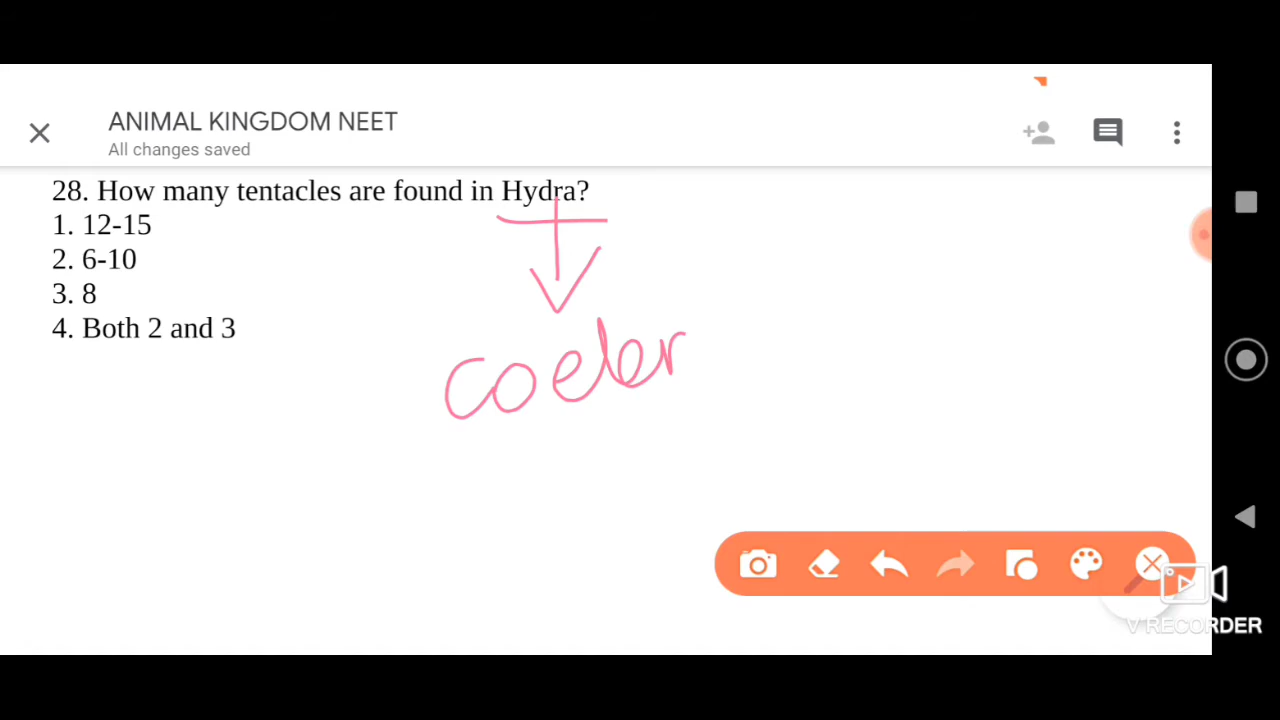 ANIMAL KINGDOM NEET
All changes saved
28. How many tentacles are found in Hydra?
1. 12-15
2. 6-10
3. 8
4. Both 2 and 3
coeler
V RECORDER